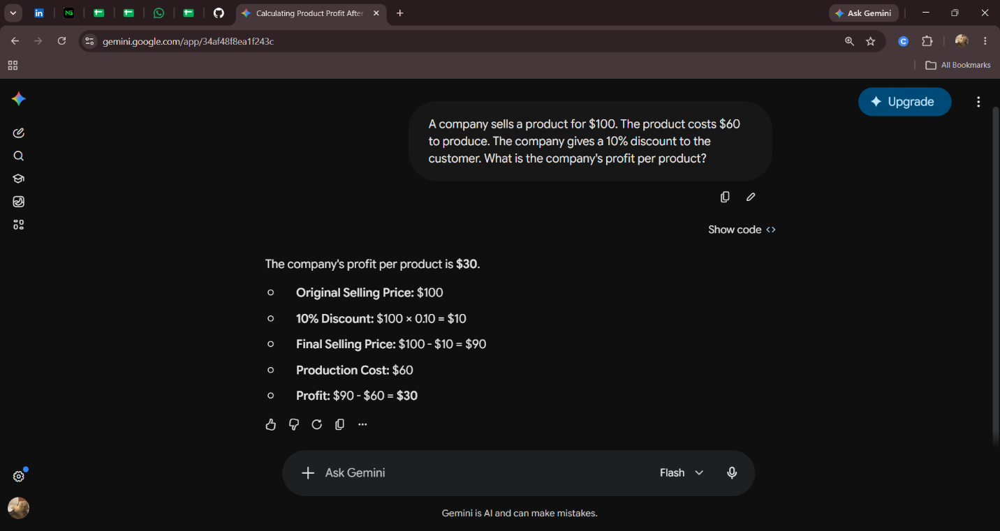 in
NG
Calculating Product Profit After
Ask Gemini
gemini.google.com/app/34af48f8ea1f243c
C
All Bookmarks
Upgrade
A company sells a product for $100. The product costs $60
to produce. The company gives a 10% discount to the
customer. What is the company's profit per product?
Show code <>
The company's profit per product is $30.
Original Selling Price: $100
10% Discount: $100 × 0.10 = $10
Final Selling Price: $100 - $10 = $90
Production Cost: $60
Profit: $90 - $60 = $30
Ask Gemini
Flash
Gemini is AI and can make mistakes.